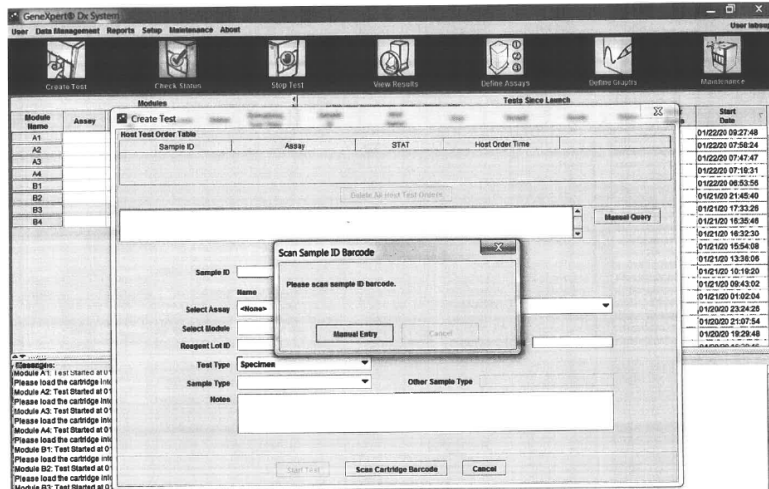 GeneXpert® Dx System
User Data Management Reports Setup Maintenance About
User labsup
Create Test Check Status Stop Test View Results Define Assays Define Graphs Maintenance
Modules Tests Since Launch
Module Name Assay
Start Date
A1
A2
A3
A4
B1
B2
B3
B4
01/22/20 09:27:48
01/22/20 07:58:24
01/22/20 07:47:47
01/22/20 07:19:31
01/22/20 06:53:56
01/21/20 21:45:40
01/21/20 17:33:26
01/21/20 16:35:46
01/21/20 16:32:30
01/21/20 15:54:08
01/21/20 13:36:06
01/21/20 10:19:20
01/21/20 09:43:02
01/21/20 01:02:04
01/20/20 23:24:26
01/20/20 21:07:54
01/20/20 19:29:48
Create Test
Host Test Order Table
Sample ID Assay STAT Host Order Time
Delete All Host Test Orders
Manual Query
Scan Sample ID Barcode
Please scan sample ID barcode.
Manual Entry Cancel
Sample ID
Name
Select Assay <None>
Select Module
Reagent Lot ID
Test Type Specimen
Sample Type Other Sample Type
Notes
Start Test Scan Cartridge Barcode Cancel
Messages:
Module A1: Test Started at 01
Please load the cartridge into
Module A2: Test Started at 01
Please load the cartridge into
Module A3: Test Started at 01
Please load the cartridge into
Module A4: Test Started at 01
Please load the cartridge into
Module B1: Test Started at 01
Please load the cartridge into
Module B2: Test Started at 01
Please load the cartridge into
Module B3: Test Started at 01